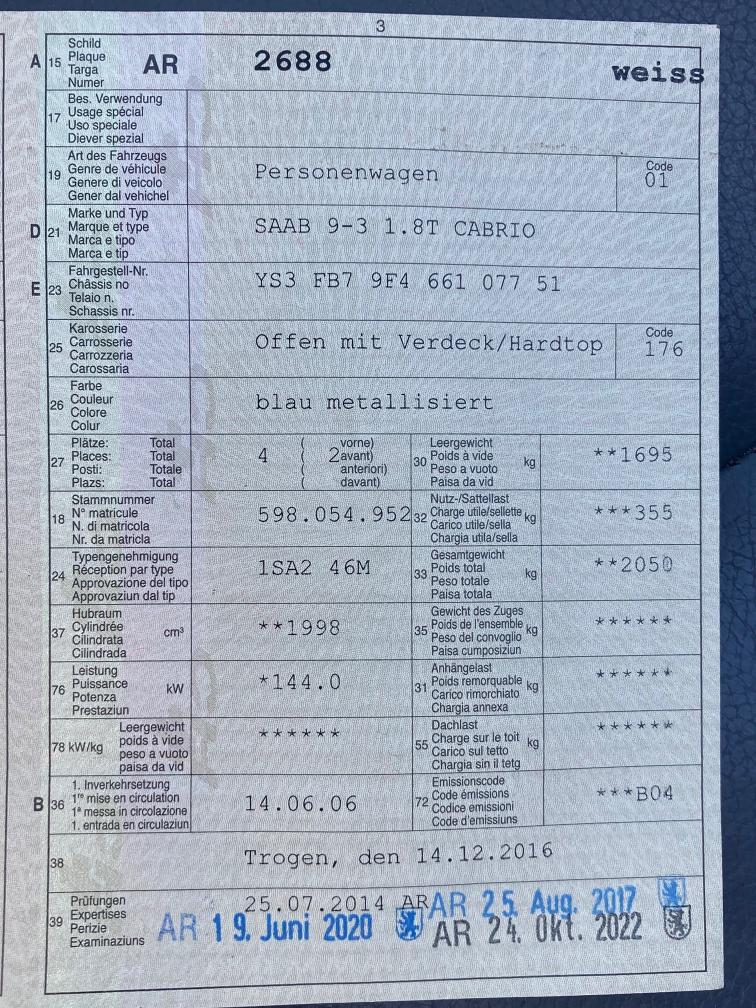 3
A 15 Schild Plaque Targa Numer AR 2688 weiss
17 Bes. Verwendung
Usage spécial
Uso speciale
Diever spezial
19 Art des Fahrzeugs
Genre de véhicule
Genere di veicolo
Gener dal vehichel
Personenwagen
Code
01
D 21 Marke und Typ
Marque et type
Marca e tipo
Marca e tip
SAAB 9-3 1.8T CABRIO
E 23 Fahrgestell-Nr.
Châssis no
Telaio n.
Schassis nr.
YS3 FB7 9F4 661 077 51
25 Karosserie
Carrosserie
Carrozzeria
Carossaria
Offen mit Verdeck/Hardtop
Code
176
26 Farbe
Couleur
Colore
Colur
blau metallisiert
27 Plätze: Total
Places: Total
Posti: Totale
Plazs: Total
4 ( 2 vorne)
( avant)
( anteriori)
( davant)
30 Leergewicht
Poids à vide
Peso a vuoto
Paisa da vid
kg
**1695
18 Stammnummer
N° matricule
N. di matricola
Nr. da matricla
598.054.952
32 Nutz-/Sattellast
Charge utile/sellette
Carico utile/sella
Chargia utila/sella
kg
***355
24 Typengenehmigung
Réception par type
Approvazione del tipo
Approvaziun dal tip
1SA2 46M
33 Gesamtgewicht
Poids total
Peso totale
Paisa totala
kg
**2050
37 Hubraum
Cylindrée
Cilindrata
Cilindrada
cm³
**1998
35 Gewicht des Zuges
Poids de l'ensemble
Peso del convoglio
Paisa cumposiziun
kg
******
76 Leistung
Puissance
Potenza
Prestaziun
kW
*144.0
31 Anhängelast
Poids remorquable
Carico rimorchiato
Chargia annexa
kg
******
78 kW/kg
Leergewicht
poids à vide
peso a vuoto
paisa da vid
******
55 Dachlast
Charge sur le toit
Carico sul tetto
Chargia sin il tetg
kg
******
B 36 1. Inverkehrsetzung
1re mise en circulation
1a messa in circolazione
1. entrada en circulaziun
14.06.06
72 Emissionscode
Code émissions
Codice emissioni
Code d'emissiuns
***B04
38 Trogen, den 14.12.2016
39 Prüfungen
Expertises
Perizie
Examinaziuns
25.07.2014 AR AR 25. Aug. 2017
AR 19. Juni 2020 AR 24. Okt. 2022